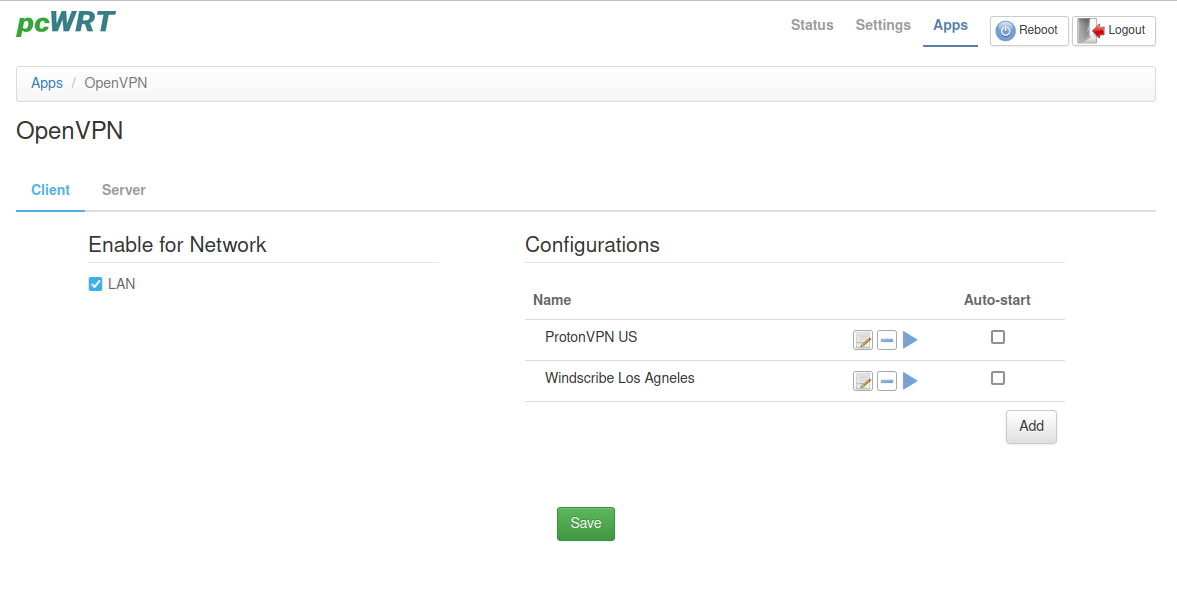 pcWRT
Status Settings Apps Reboot Logout
Apps / OpenVPN
OpenVPN
Client Server
Enable for Network Configurations
LAN
Name Auto-start
ProtonVPN US
Windscribe Los Agneles
Add
Save